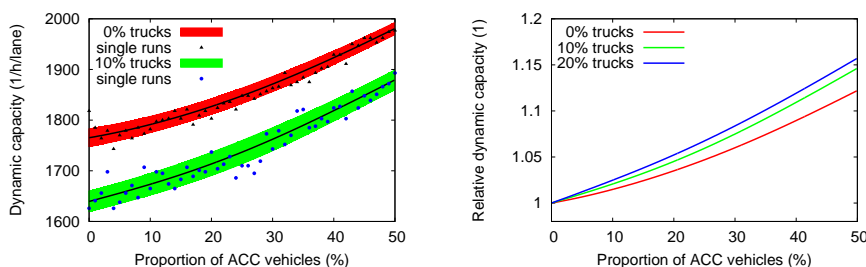 Dynamic capacity (1/h/lane)
2000
1900
1800
1700
1600
0% trucks
single runs
10% trucks
single runs
0 10 20 30 40 50
Proportion of ACC vehicles (%)
Relative dynamic capacity (1)
1.2
1.15
1.1
1.05
1
0% trucks
10% trucks
20% trucks
0 10 20 30 40 50
Proportion of ACC vehicles (%)